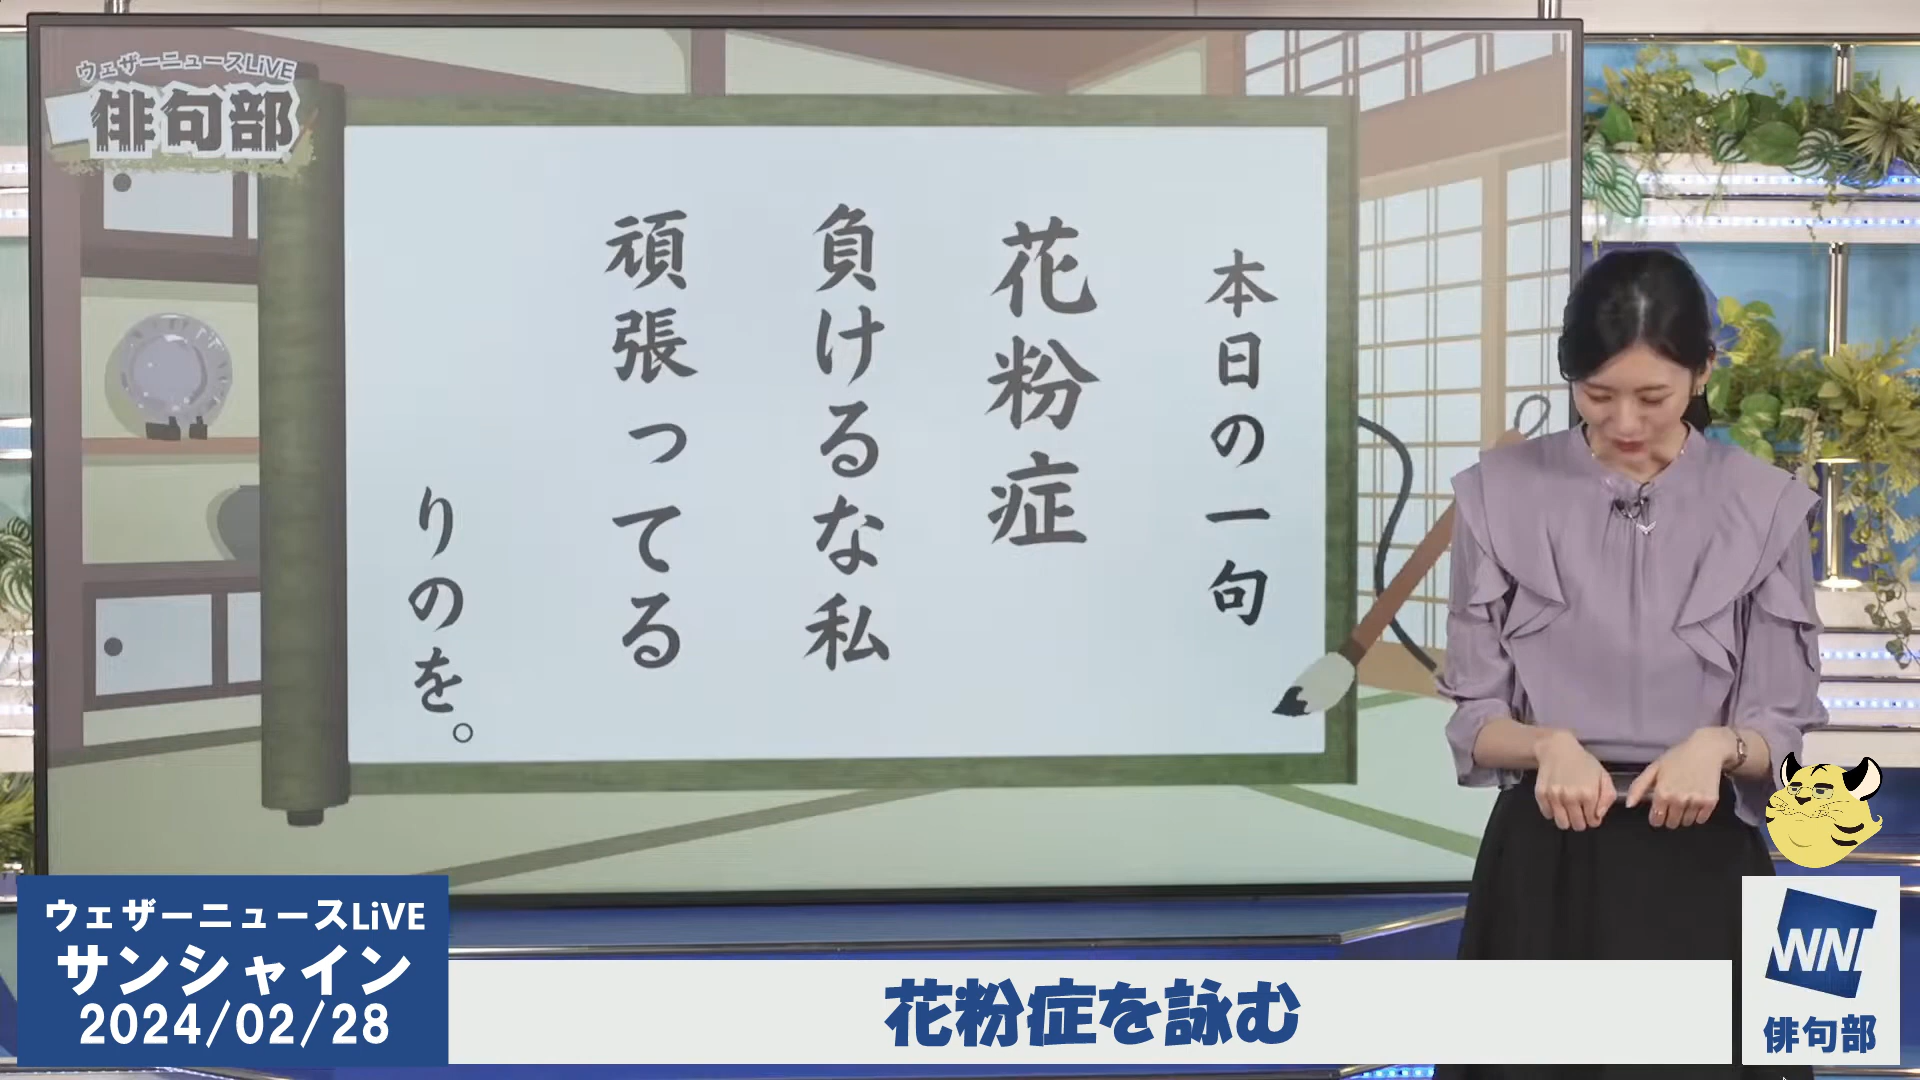 ウェザーニュースLiVE
俳句部
本日の一句
花粉症
負けるな私
頑張ってる
りのを。
ウェザーニュースLiVE
サンシャイン
2024/02/28
花粉症を詠む
WNI
俳句部